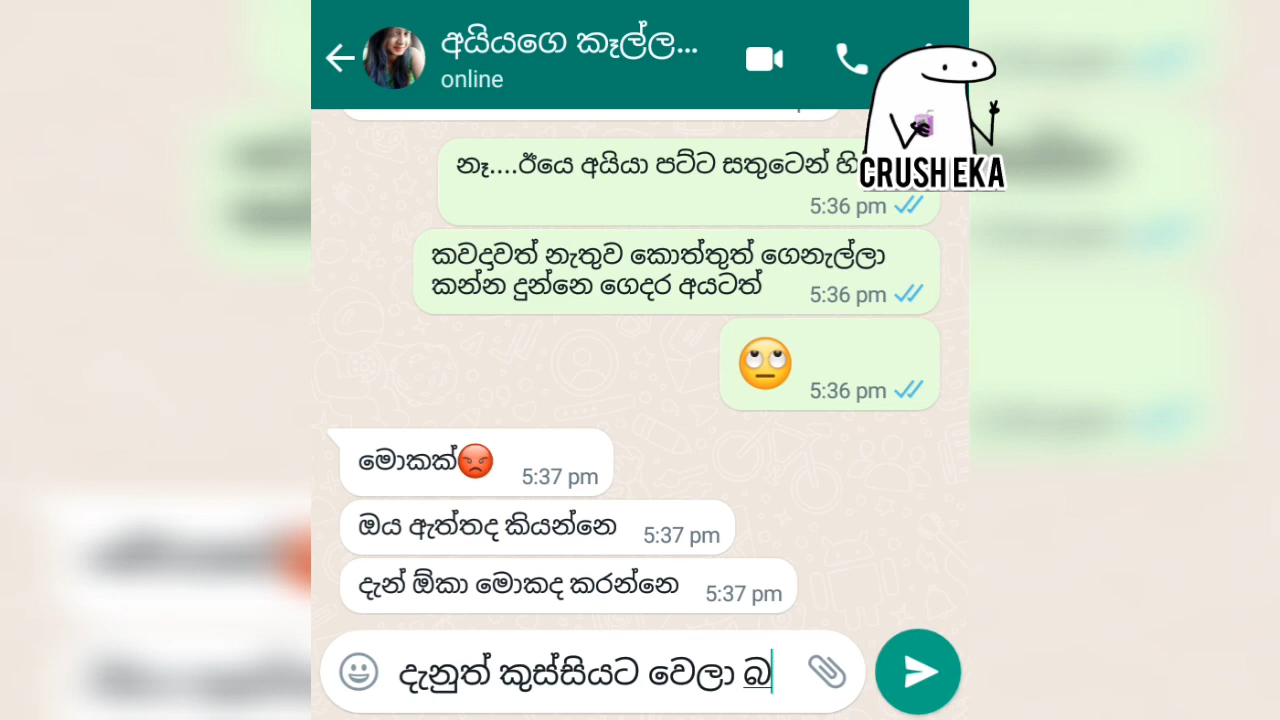 අයියගෙ කෑල්ල...
online
නෑ....ඊයෙ අයියා පට්ට සතුටෙන් හි
5:36 pm
CRUSH EKA
කවදාවත් නැතුව කොත්තුත් ගෙනැල්ලා
කන්න දුන්නෙ ගෙදර අයටත්
5:36 pm
5:36 pm
මොකක්😡
5:37 pm
ඔය ඇත්තද කියන්නෙ
5:37 pm
දැන් ඕකා මොකද කරන්නෙ
5:37 pm
දැනුත් කුස්සියට වෙලා බ